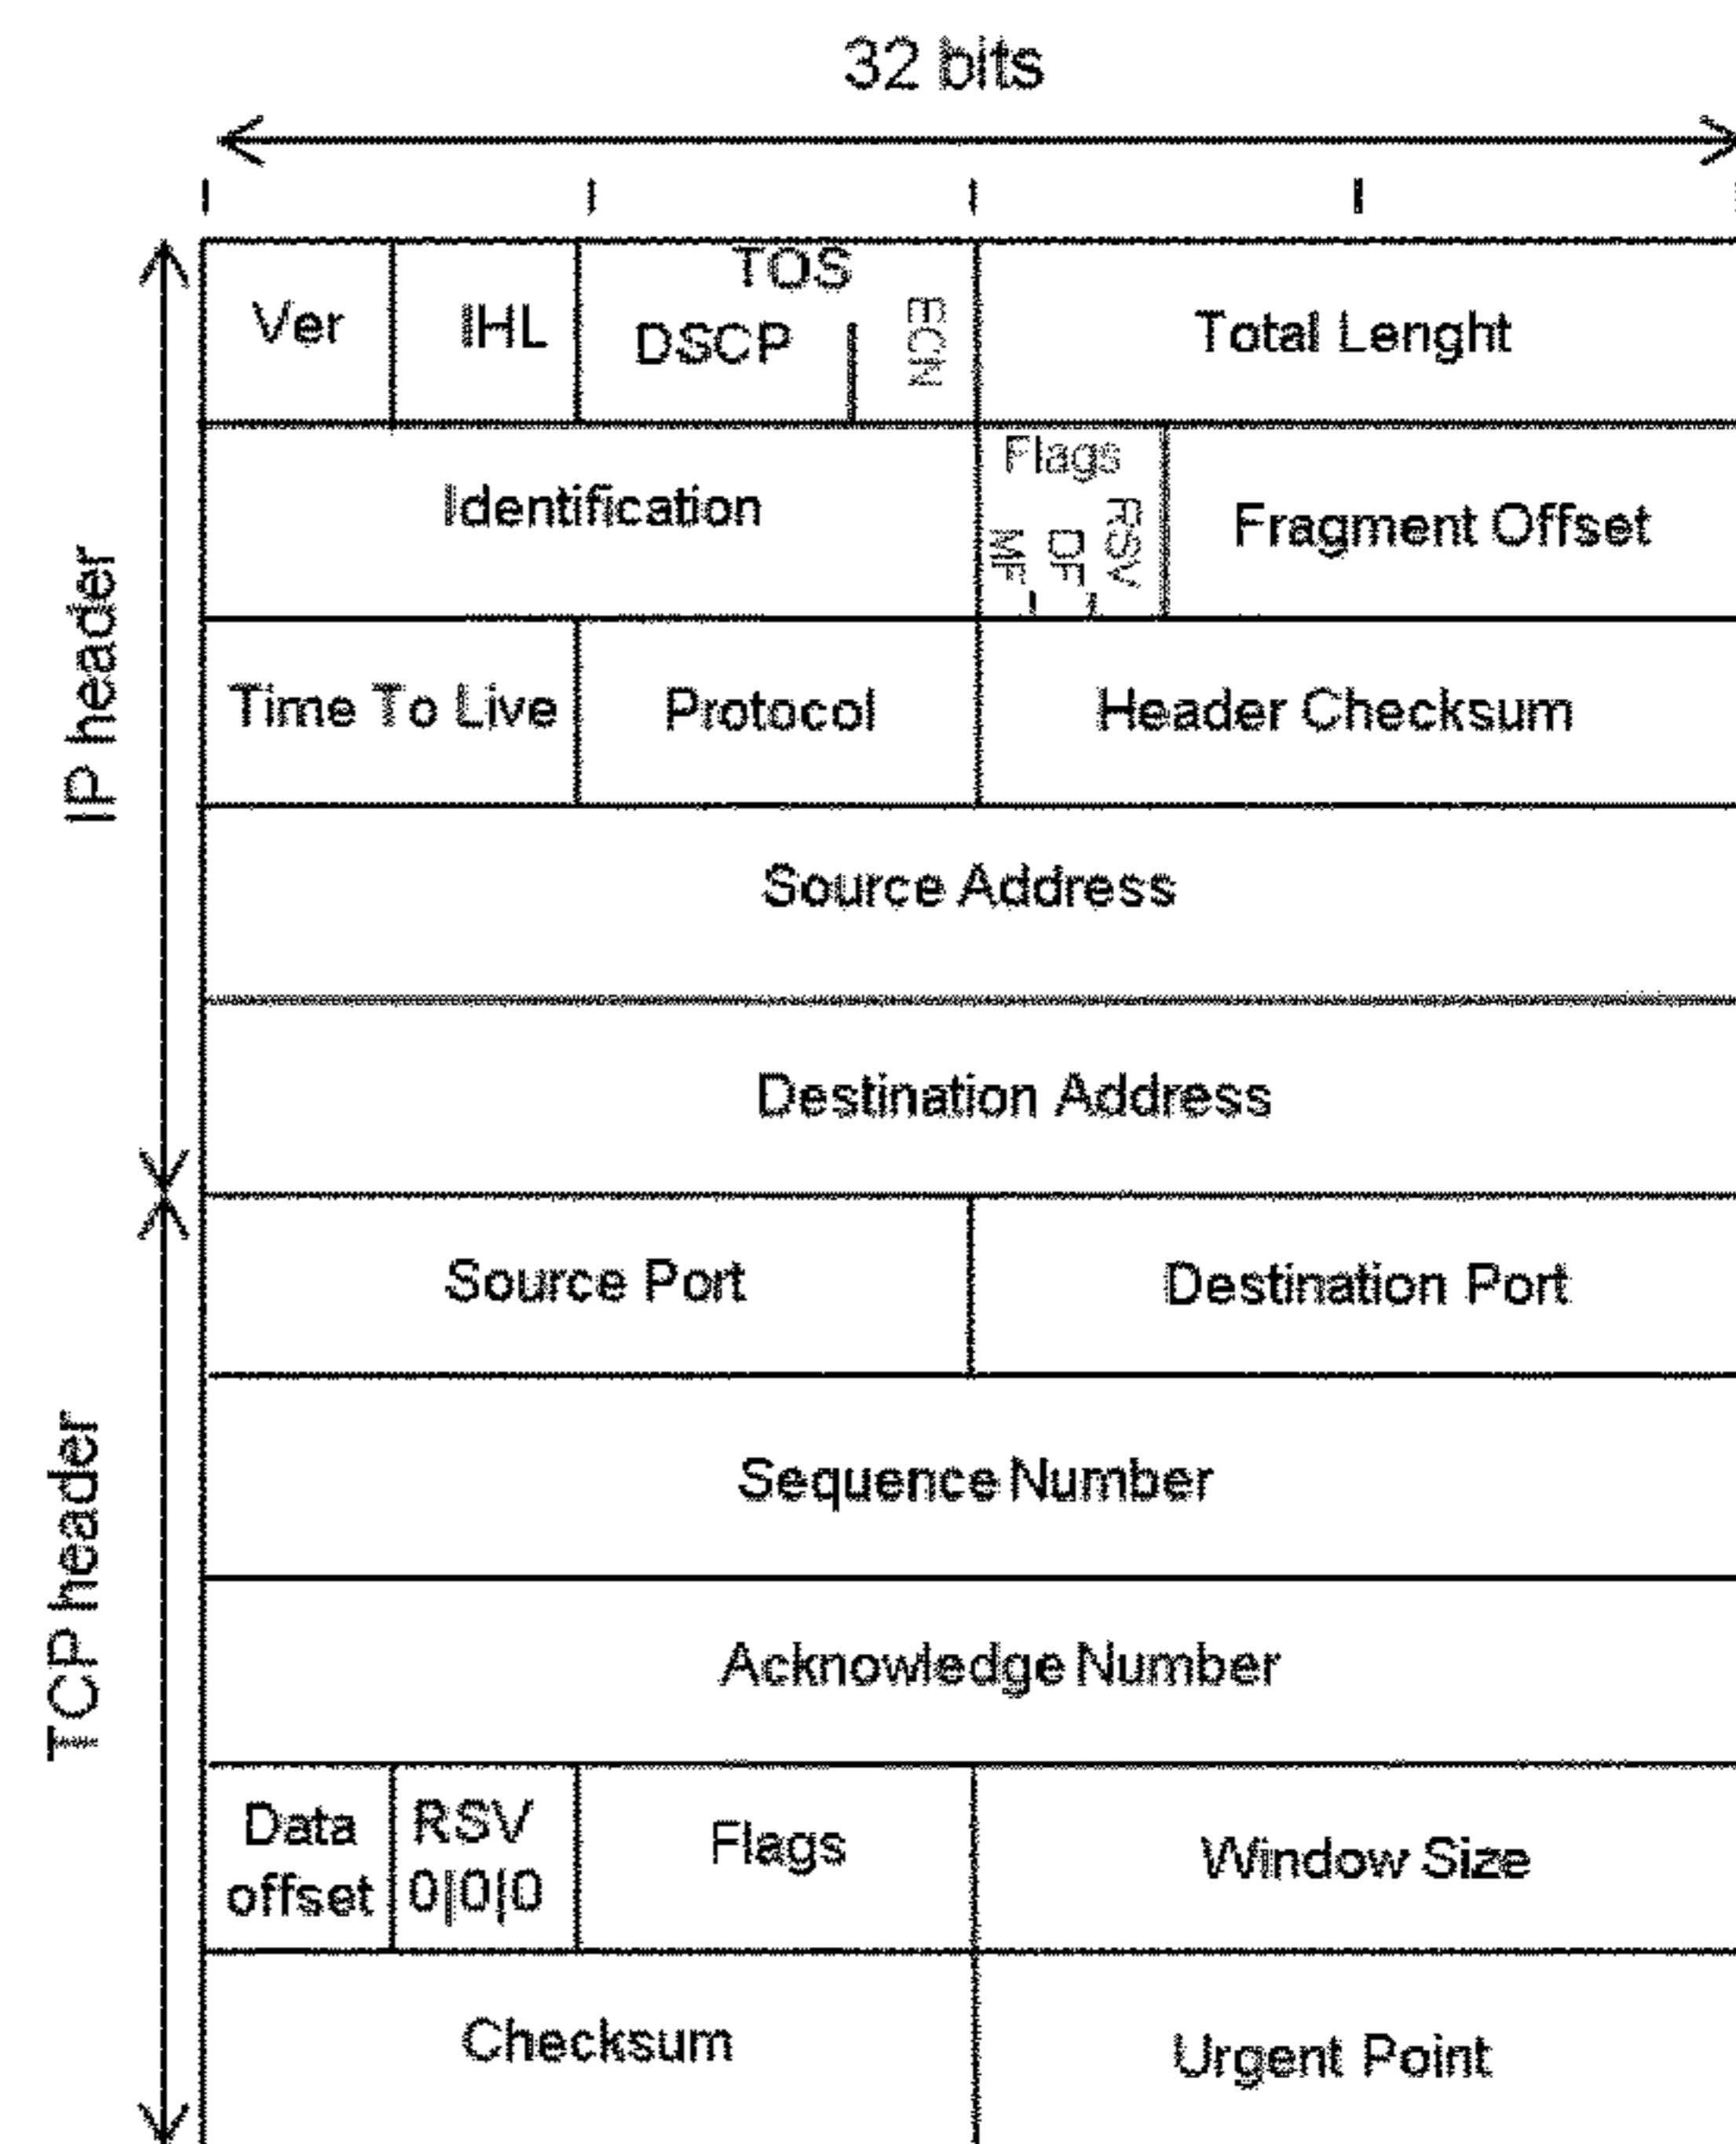 32 bits
IP header
Ver
IHL
TOS
DSCP
ECN
Total Lenght
Identification
Flags
MF
DF
RSV
Fragment Offset
Time To Live
Protocol
Header Checksum
Source Address
Destination Address
TCP header
Source Port
Destination Port
Sequence Number
Acknowledge Number
Data
offset
RSV
0|0|0
Flags
Window Size
Checksum
Urgent Point